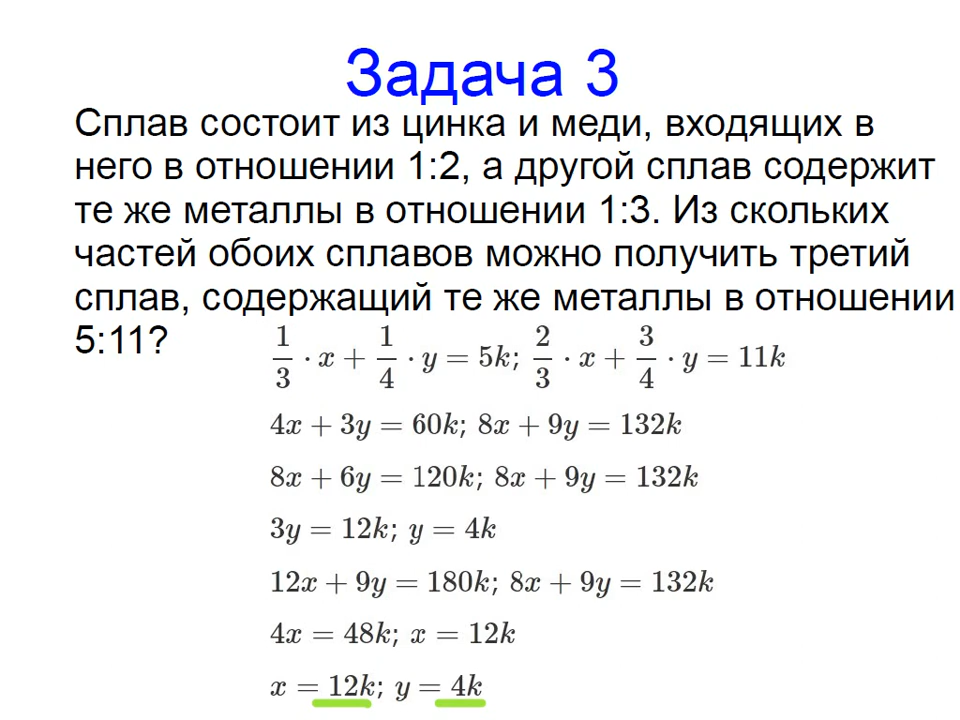 Задача 3
Сплав состоит из цинка и меди, входящих в
него в отношении 1:2, а другой сплав содержит
те же металлы в отношении 1:3. Из скольких
частей обоих сплавов можно получить третий
сплав, содержащий те же металлы в отношении
5:11?
1/3 · x + 1/4 · y = 5k; 2/3 · x + 3/4 · y = 11k
4x + 3y = 60k; 8x + 9y = 132k
8x + 6y = 120k; 8x + 9y = 132k
3y = 12k; y = 4k
12x + 9y = 180k; 8x + 9y = 132k
4x = 48k; x = 12k
x = 12k; y = 4k